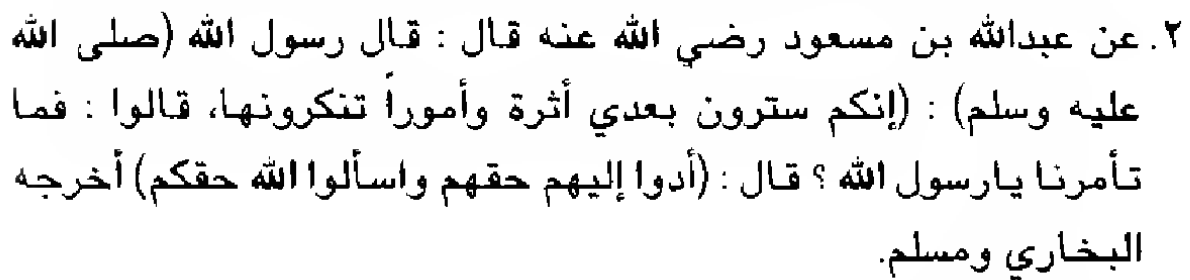 ٢. عن عبدالله بن مسعود رضي الله عنه قال : قال رسول الله (صلى الله
عليه وسلم) : (إنكم سترون بعدي أثرة وأموراً تنكرونها، قالوا : فما
تأمرنا يارسول الله ؟ قال : (أدوا إليهم حقهم واسألوا الله حقكم) أخرجه
البخاري ومسلم.